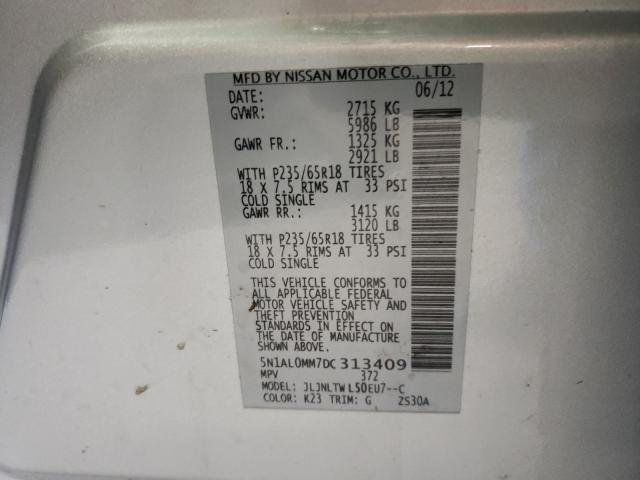 MFD BY NISSAN MOTOR CO., LTD.
DATE: 06/12
GVWR: 2715 KG
5986 LB
GAWR FR.: 1325 KG
2921 LB
WITH P235/65R18 TIRES
18 X 7.5 RIMS AT 33 PSI
COLD SINGLE
GAWR RR.: 1415 KG
3120 LB
WITH P235/65R18 TIRES
18 X 7.5 RIMS AT 33 PSI
COLD SINGLE
THIS VEHICLE CONFORMS TO
ALL APPLICABLE FEDERAL
MOTOR VEHICLE SAFETY AND
THEFT PREVENTION
STANDARDS IN EFFECT ON
THE DATE OF MANUFACTURE
SHOWN ABOVE.
5N1AL0MM7DC313409
MPV 372
MODEL: JLJNLTWL50EU7--C
COLOR: K23 TRIM: G 2S30A